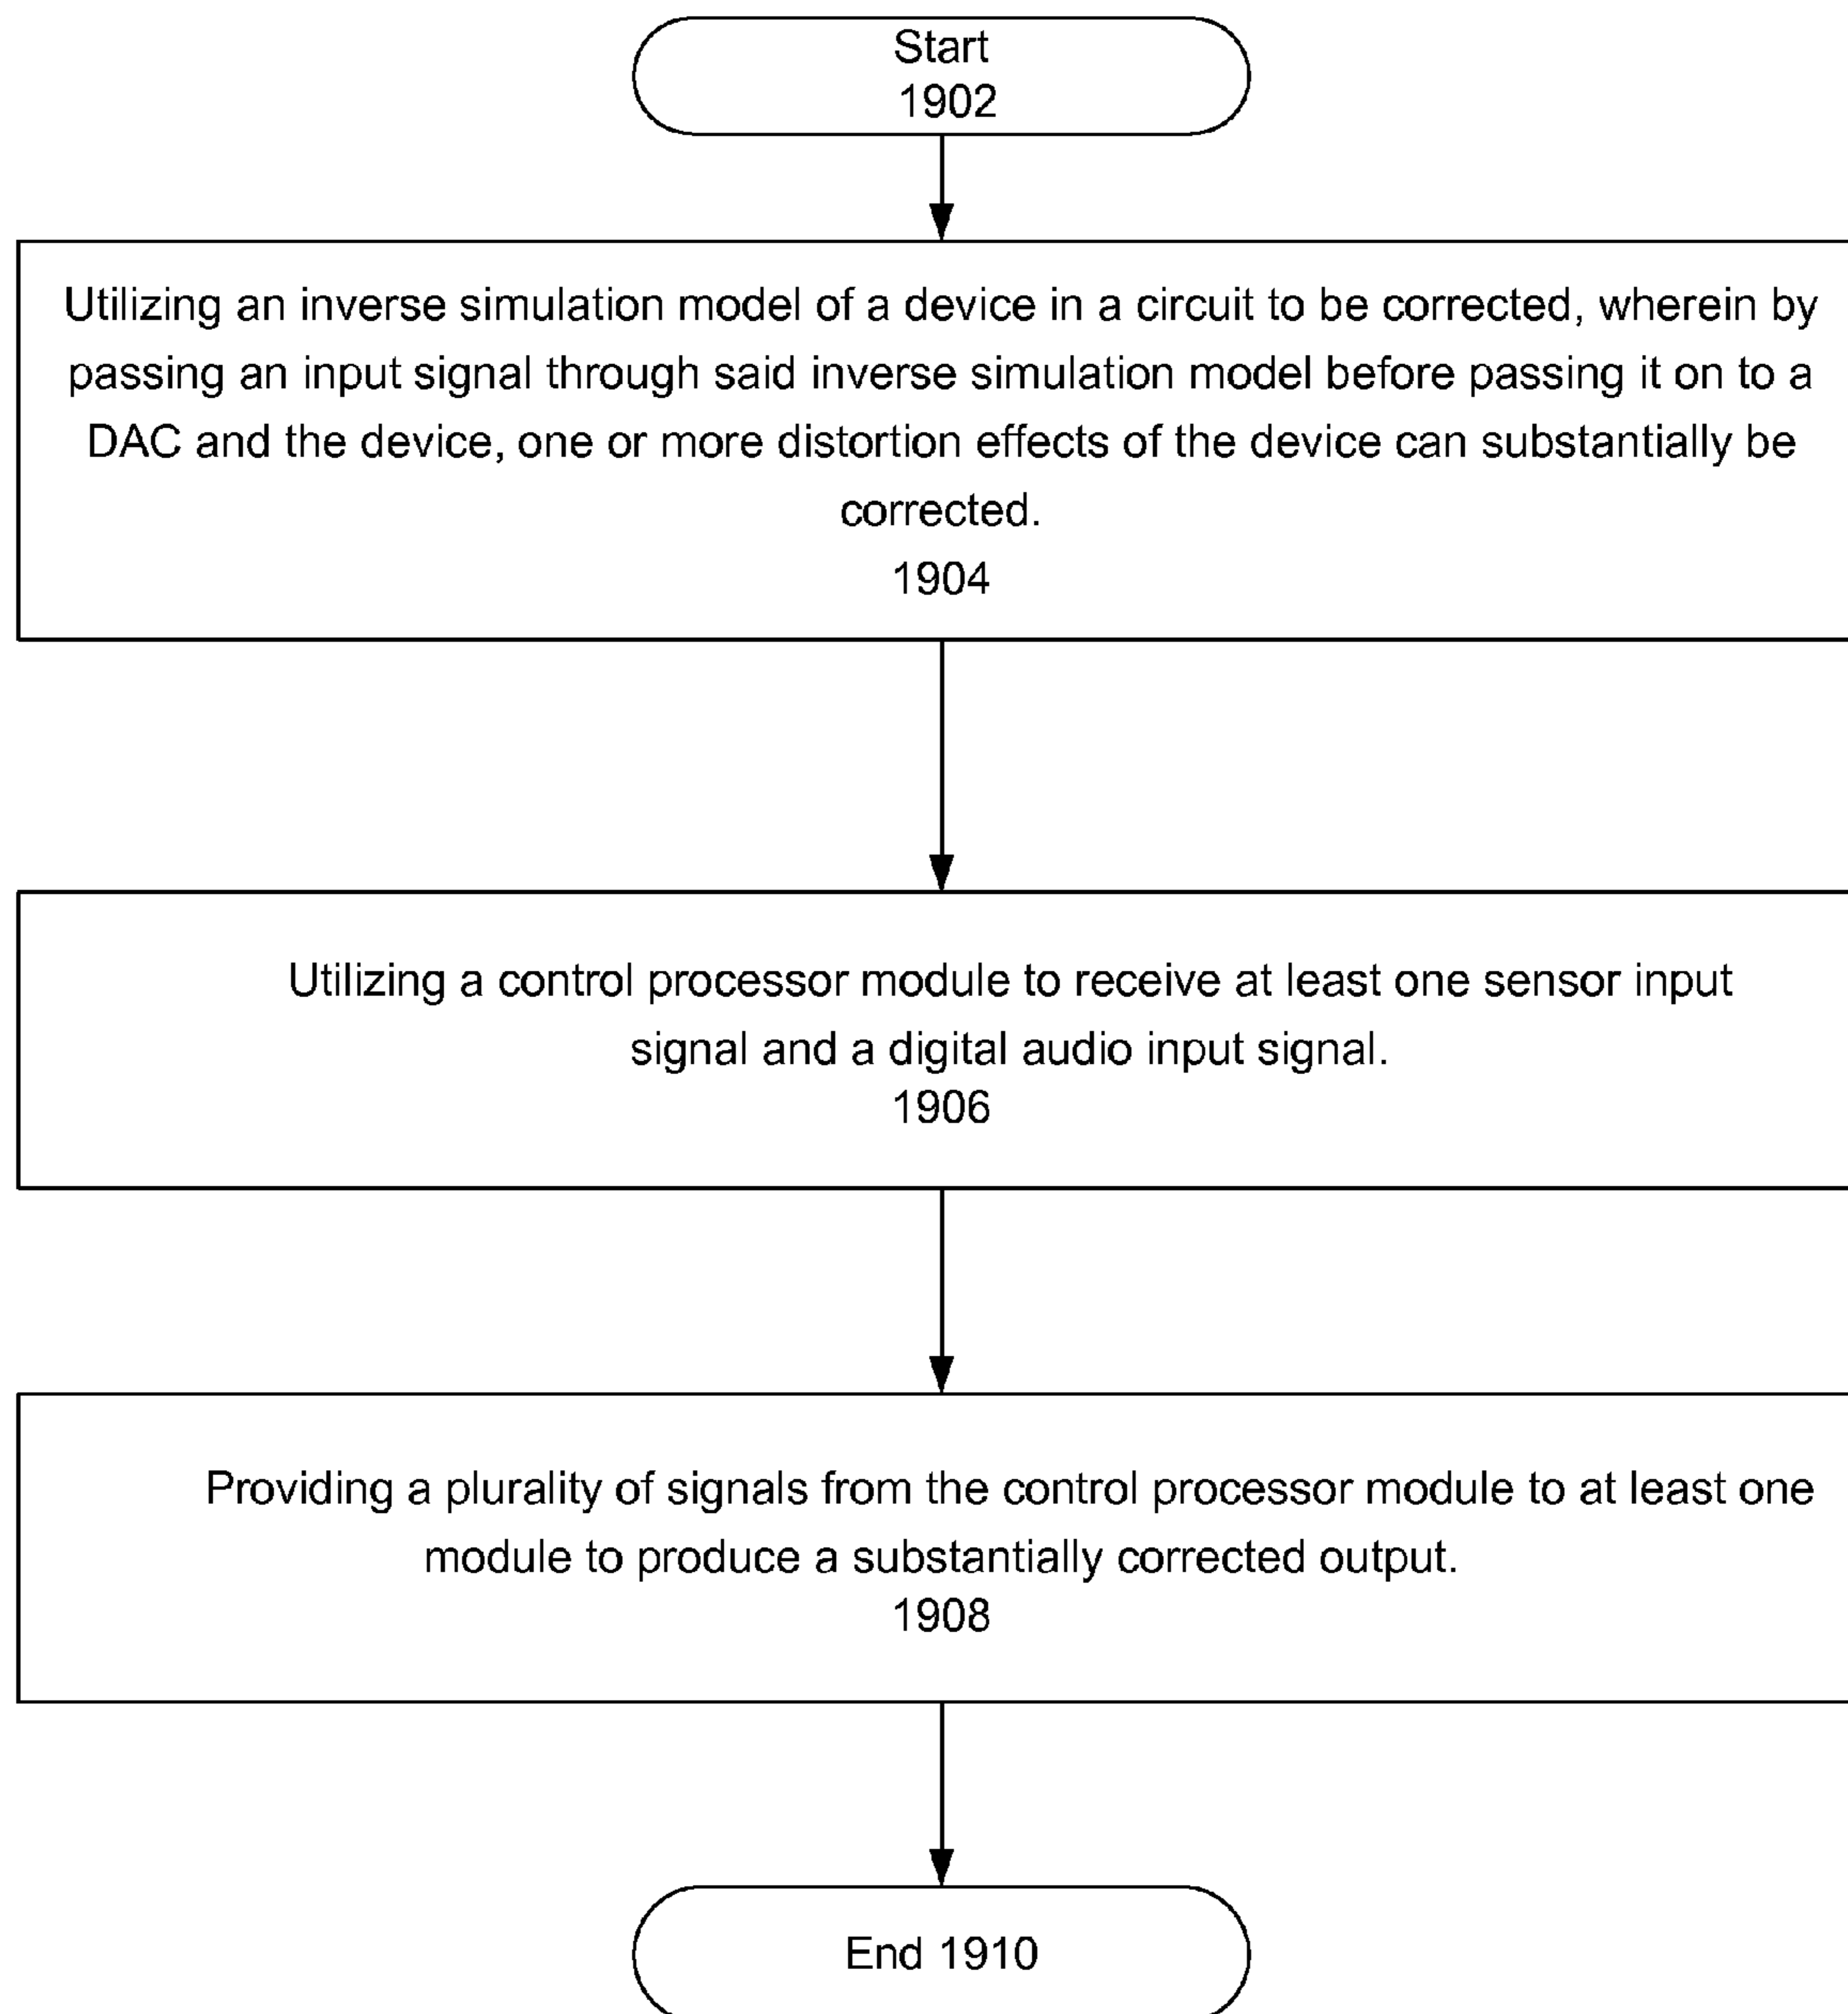 Start
1902
Utilizing an inverse simulation model of a device in a circuit to be corrected, wherein by
passing an input signal through said inverse simulation model before passing it on to a
DAC and the device, one or more distortion effects of the device can substantially be
corrected.
1904
Utilizing a control processor module to receive at least one sensor input
signal and a digital audio input signal.
1906
Providing a plurality of signals from the control processor module to at least one
module to produce a substantially corrected output.
1908
End 1910